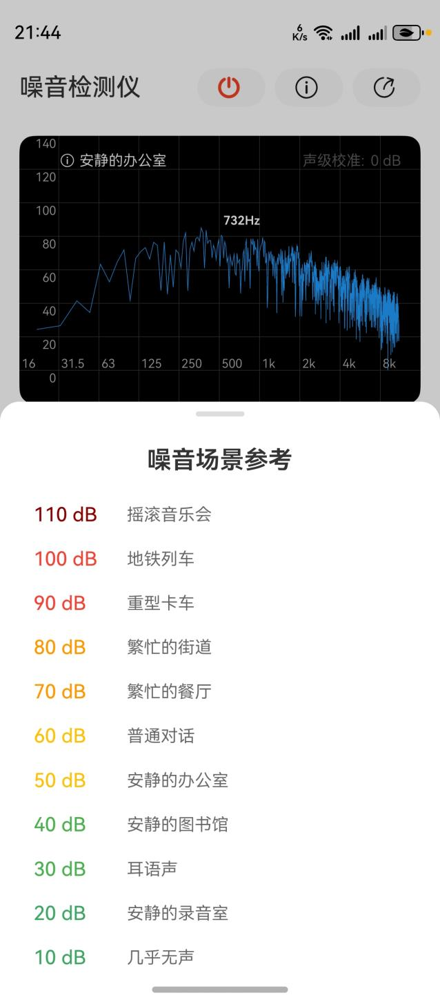 21:44
6
K/s
噪音检测仪
140
安静的办公室
声级校准: 0 dB
120
100
732Hz
80
60
40
20
16 31.5 63 125 250 500 1k 2k 4k 8k
0
噪音场景参考
110 dB 摇滚音乐会
100 dB 地铁列车
90 dB 重型卡车
80 dB 繁忙的街道
70 dB 繁忙的餐厅
60 dB 普通对话
50 dB 安静的办公室
40 dB 安静的图书馆
30 dB 耳语声
20 dB 安静的录音室
10 dB 几乎无声